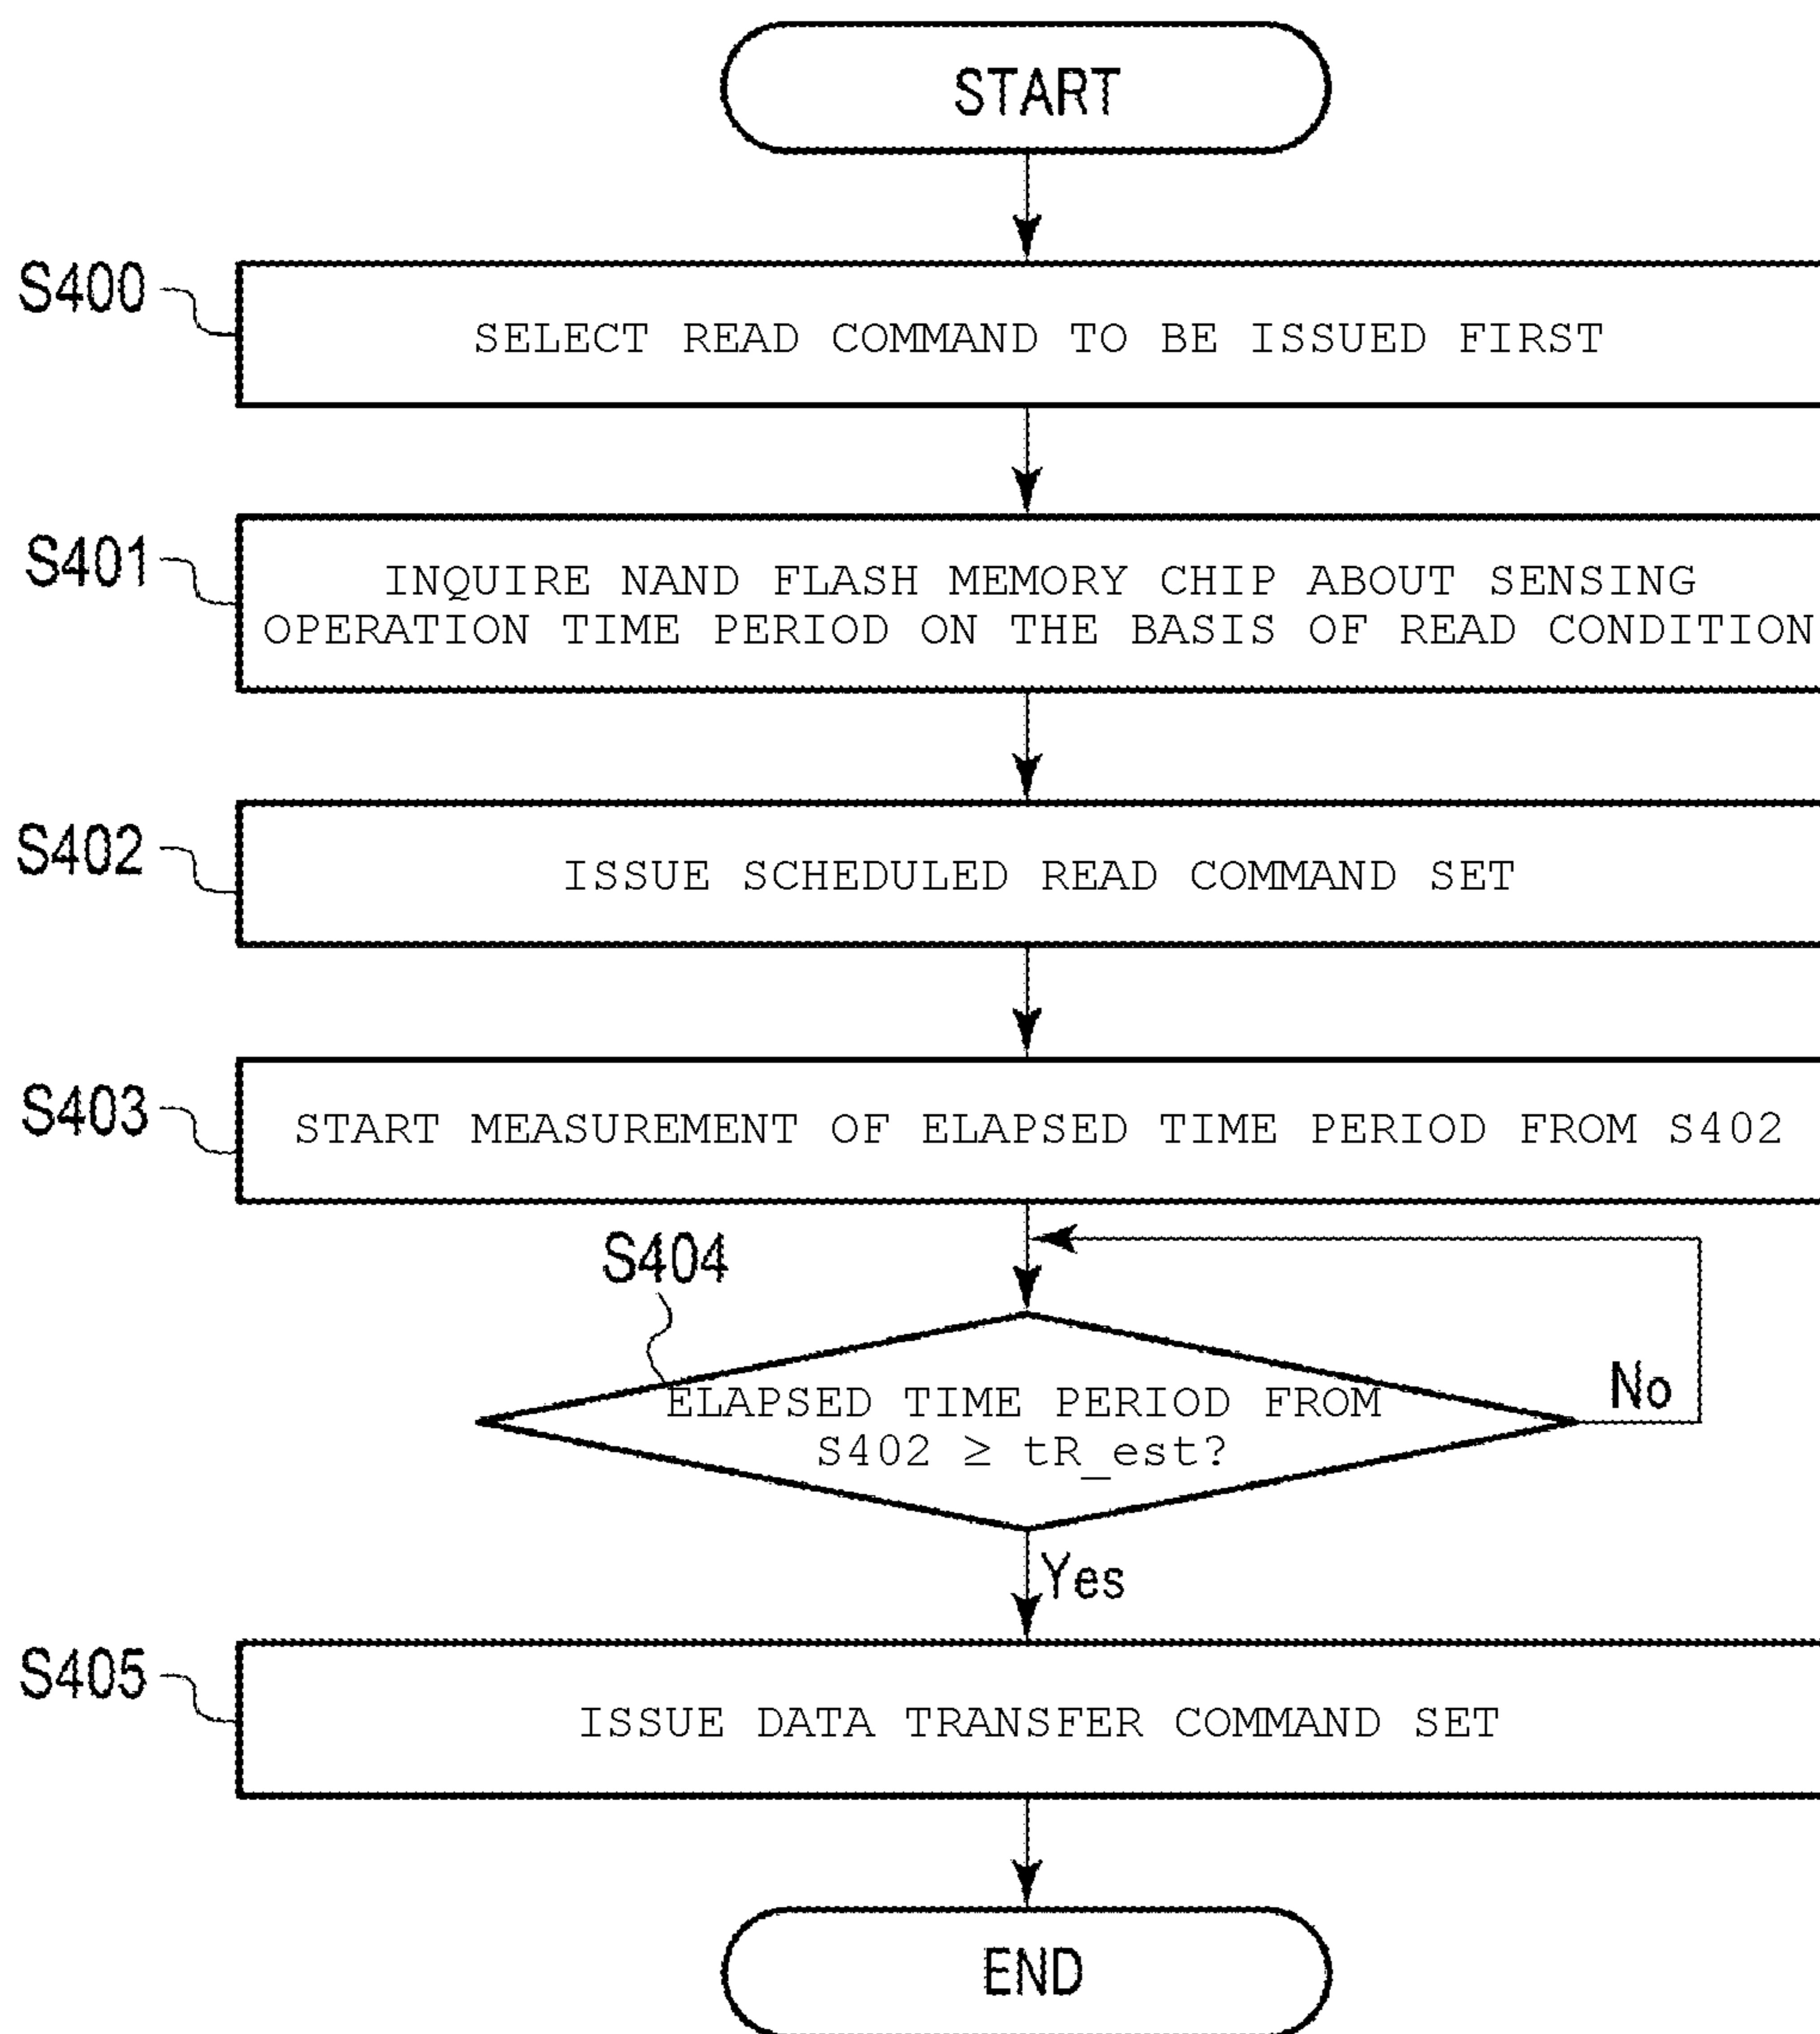 START
S400
SELECT READ COMMAND TO BE ISSUED FIRST
S401
INQUIRE NAND FLASH MEMORY CHIP ABOUT SENSING
OPERATION TIME PERIOD ON THE BASIS OF READ CONDITION
S402
ISSUE SCHEDULED READ COMMAND SET
S403
START MEASUREMENT OF ELAPSED TIME PERIOD FROM S402
S404
ELAPSED TIME PERIOD FROM
S402 ≥ tR_est?
No
Yes
S405
ISSUE DATA TRANSFER COMMAND SET
END